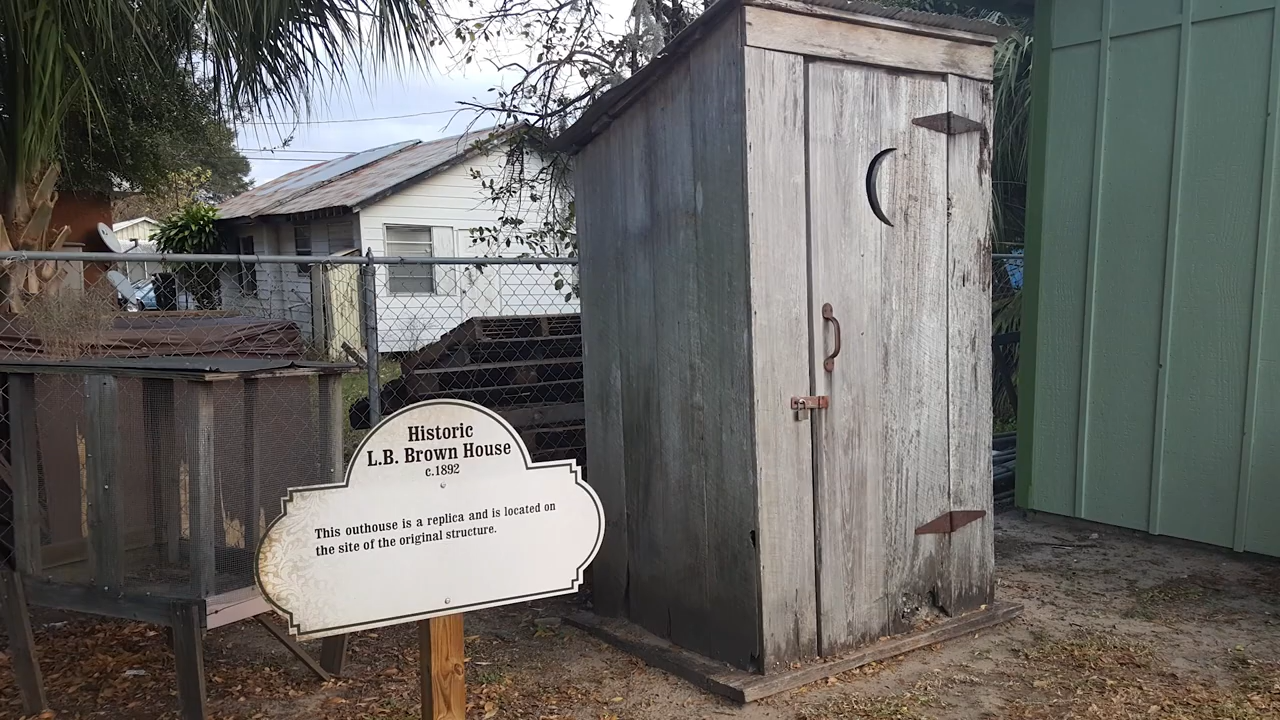 Historic
L.B. Brown House
c.1892
This outhouse is a replica and is located on
the site of the original structure.